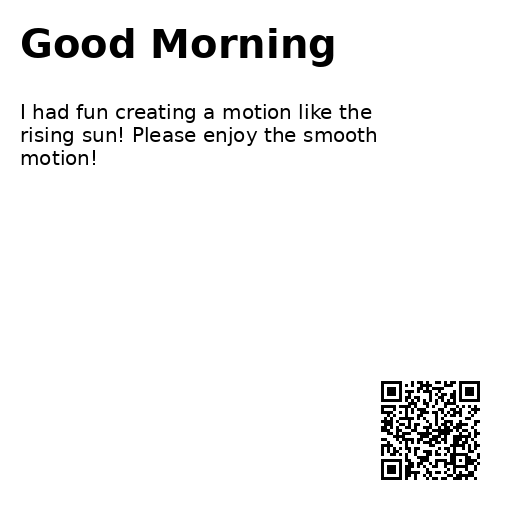 Good Morning
I had fun creating a motion like the
rising sun! Please enjoy the smooth
motion!